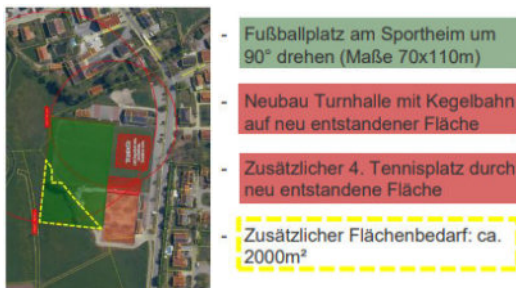 - Fußballplatz am Sportheim um
90° drehen (Maße 70x110m)
- Neubau Turnhalle mit Kegelbahn
auf neu entstandener Fläche
- Zusätzlicher 4. Tennisplatz durch
neu entstandene Fläche
- Zusätzlicher Flächenbedarf: ca.
2000m²